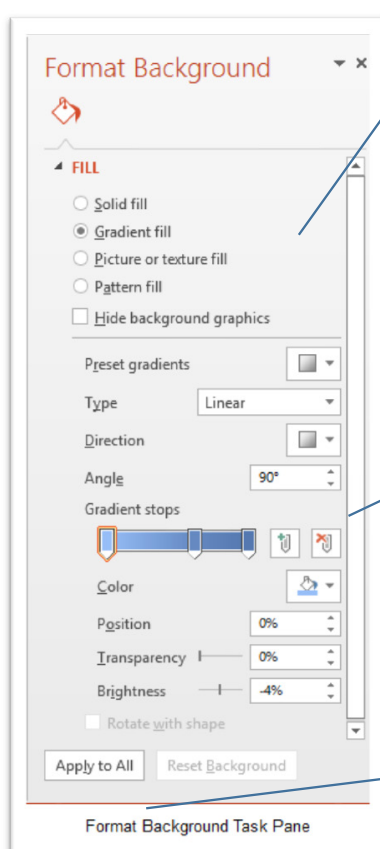 Format Background
FILL
Solid fill
Gradient fill
Picture or texture fill
Pattern fill
Hide background graphics
Preset gradients
Type Linear
Direction
Angle 90°
Gradient stops
Color
Position 0%
Transparency 0%
Brightness -4%
Rotate with shape
Apply to All Reset Background
Format Background Task Pane